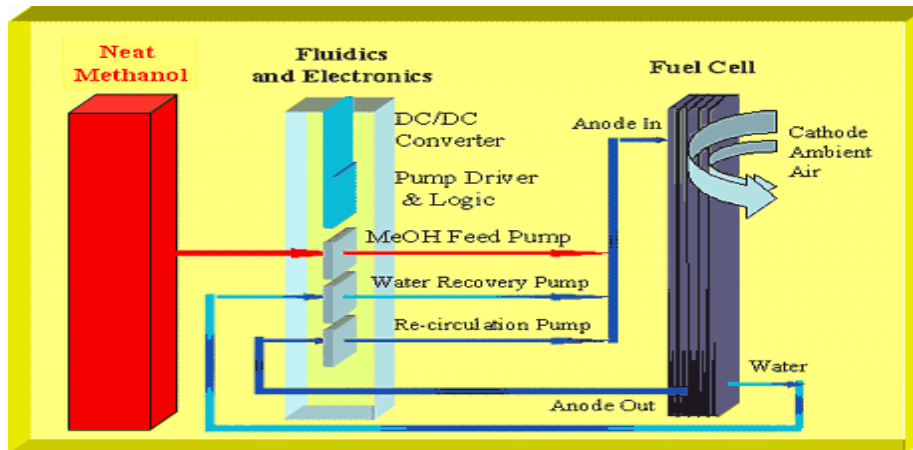 Neat
Methanol
Fluidics
and Electronics
Fuel Cell
DC/DC
Converter
Anode In
Cathode
Ambient
Air
Pump Driver
& Logic
MeOH Feed Pump
Water Recovery Pump
Re-circulation Pump
Water
Anode Out